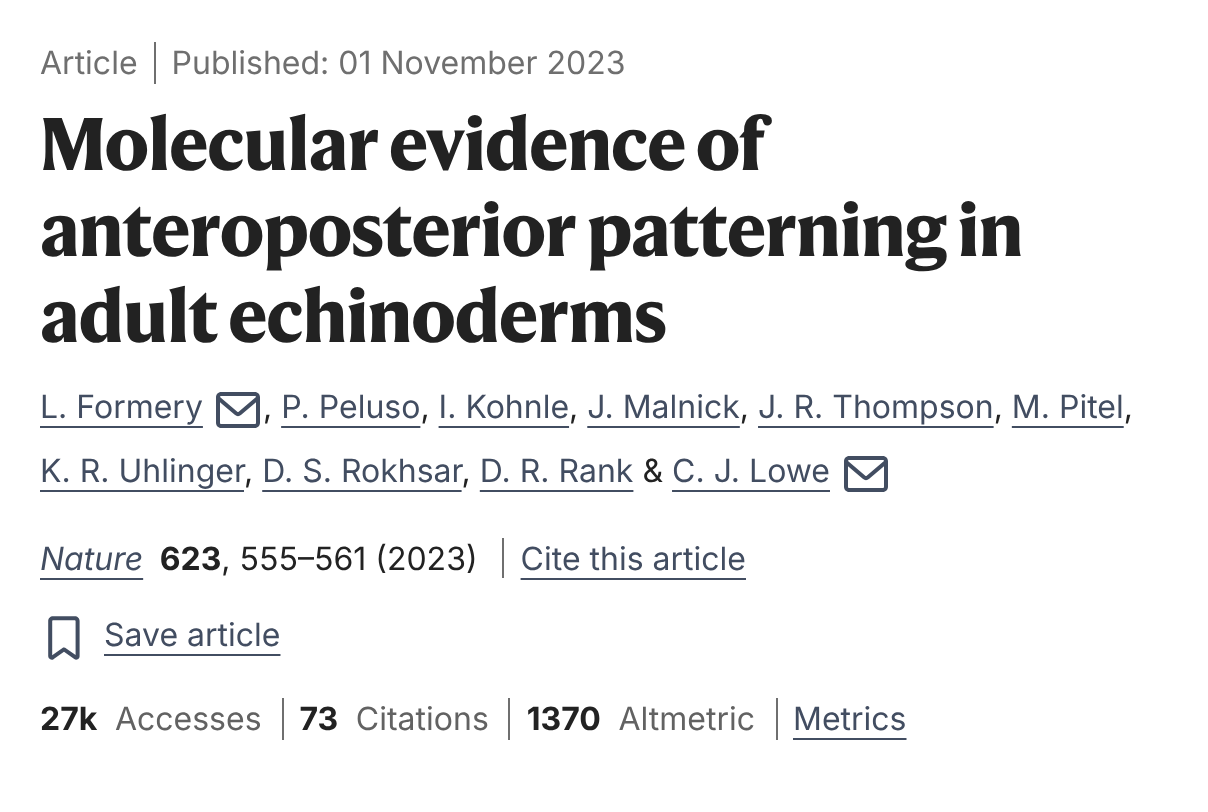 Article | Published: 01 November 2023
Molecular evidence of
anteroposterior patterning in
adult echinoderms
L. Formery, P. Peluso, I. Kohnle, J. Malnick, J. R. Thompson, M. Pitel,
K. R. Uhlinger, D. S. Rokhsar, D. R. Rank & C. J. Lowe
Nature 623, 555–561 (2023) | Cite this article
Save article
27k Accesses | 73 Citations | 1370 Altmetric | Metrics